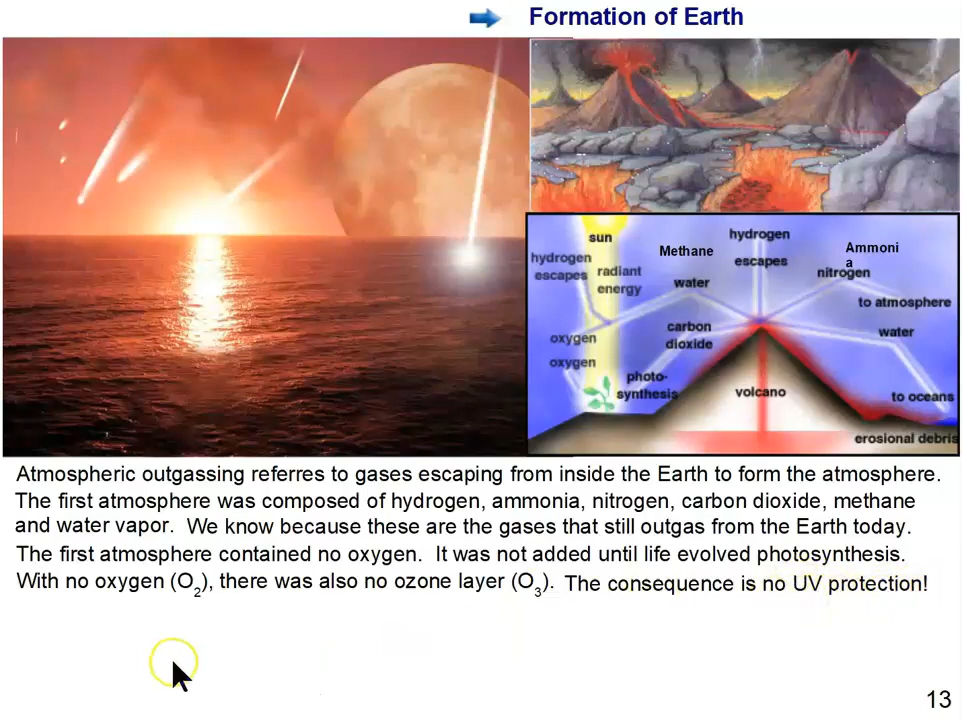 Formation of Earth
sun
Methane
hydrogen
escapes
Ammoni
a
hydrogen
escapes
radiant
energy
water
nitrogen
to atmosphere
oxygen
carbon
dioxide
water
oxygen
photo-
synthesis
volcano
to oceans
erosional debris
Atmospheric outgassing referres to gases escaping from inside the Earth to form the atmosphere.
The first atmosphere was composed of hydrogen, ammonia, nitrogen, carbon dioxide, methane
and water vapor. We know because these are the gases that still outgas from the Earth today.
The first atmosphere contained no oxygen. It was not added until life evolved photosynthesis.
With no oxygen (O2), there was also no ozone layer (O3). The consequence is no UV protection!
13